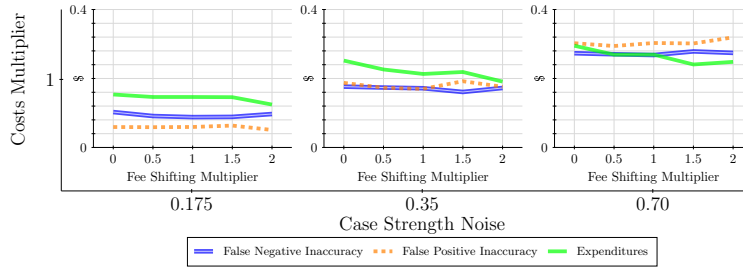 0.4
0.4
0.4
Costs Multiplier
1
$
$
$
0
0
0
0 0.5 1 1.5 2
0 0.5 1 1.5 2
0 0.5 1 1.5 2
Fee Shifting Multiplier
Fee Shifting Multiplier
Fee Shifting Multiplier
0.175
0.35
0.70
Case Strength Noise
False Negative Inaccuracy False Positive Inaccuracy Expenditures